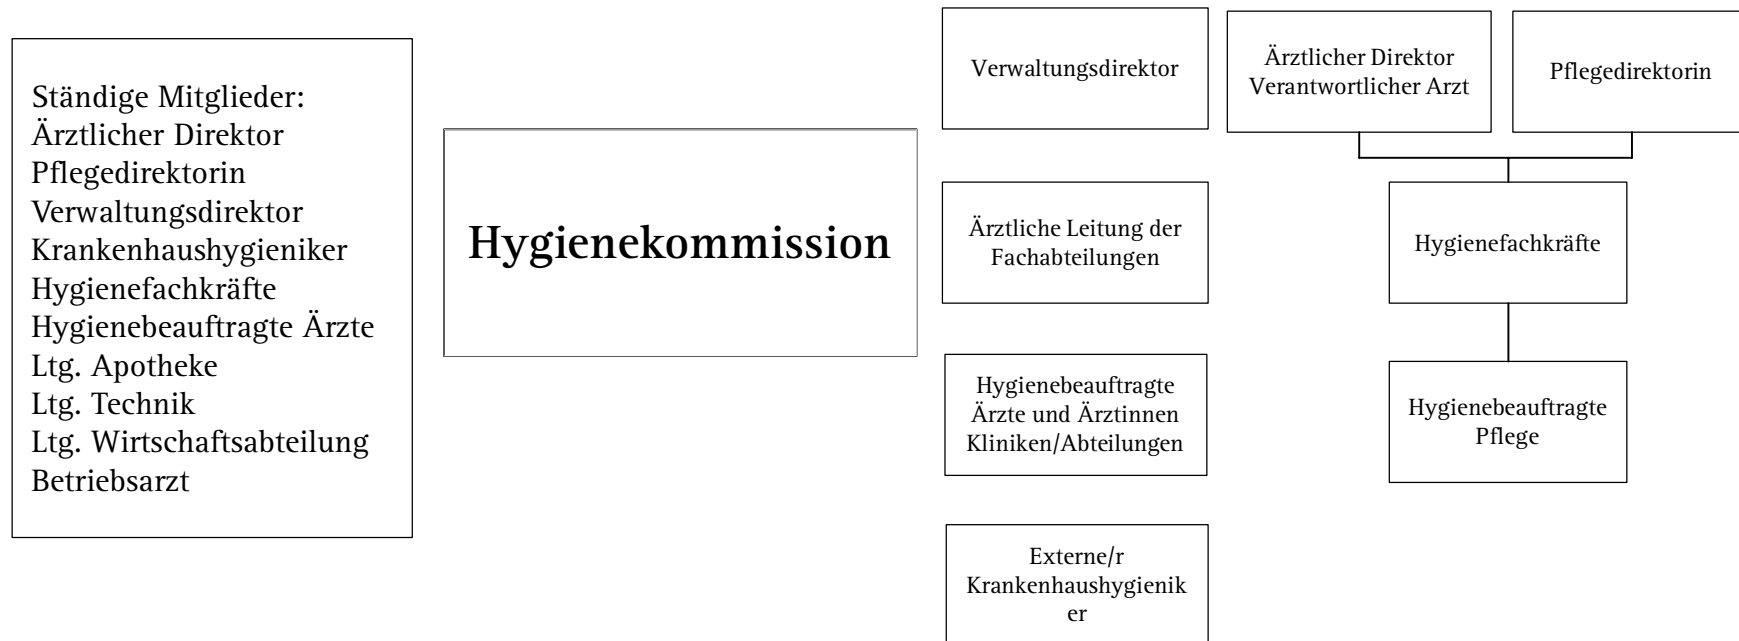 Ständige Mitglieder:
Ärztlicher Direktor
Pflegedirektorin
Verwaltungsdirektor
Krankenhaushygieniker
Hygienefachkräfte
Hygienebeauftragte Ärzte
Ltg. Apotheke
Ltg. Technik
Ltg. Wirtschaftsabteilung
Betriebsarzt
Hygienekommission
Verwaltungsdirektor
Ärztlicher Direktor
Verantwortlicher Arzt
Pflegedirektorin
Ärztliche Leitung der
Fachabteilungen
Hygienefachkräfte
Hygienebeauftragte
Ärzte und Ärztinnen
Kliniken/Abteilungen
Hygienebeauftragte
Pflege
Externe/r
Krankenhaushygienik
er